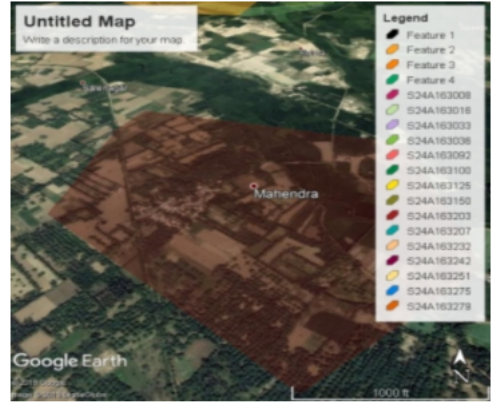 Untitled Map
Write a description for your map.
Legend
Feature 1
Feature 2
Feature 3
Feature 4
S24A163008
S24A163016
S24A163033
S24A163036
S24A163092
S24A163100
S24A163125
S24A163150
S24A163203
S24A163207
S24A163232
S24A163242
S24A163251
S24A163275
S24A163279
Mahendra
Google Earth
1000 ft